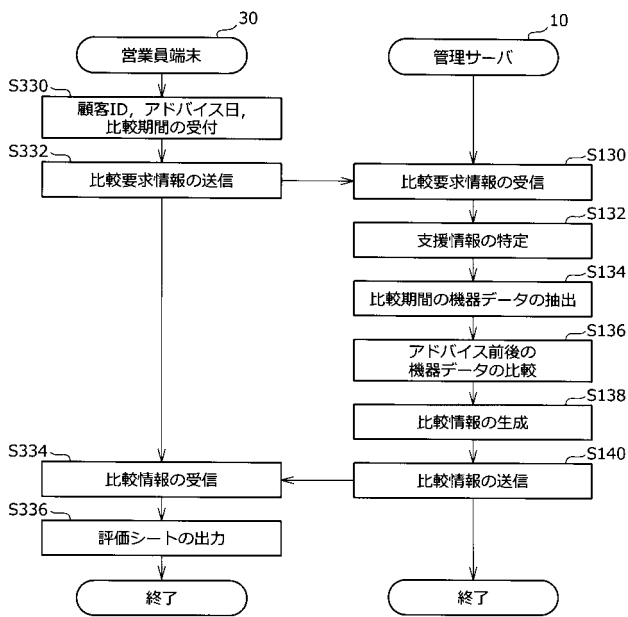 30
営業員端末
S330
顧客ID，アドバイス日，
比較期間の受付
S332
比較要求情報の送信
S334
比較情報の受信
S336
評価シートの出力
終了
10
管理サーバ
S130
比較要求情報の受信
S132
支援情報の特定
S134
比較期間の機器データの抽出
S136
アドバイス前後の
機器データの比較
S138
比較情報の生成
S140
比較情報の送信
終了